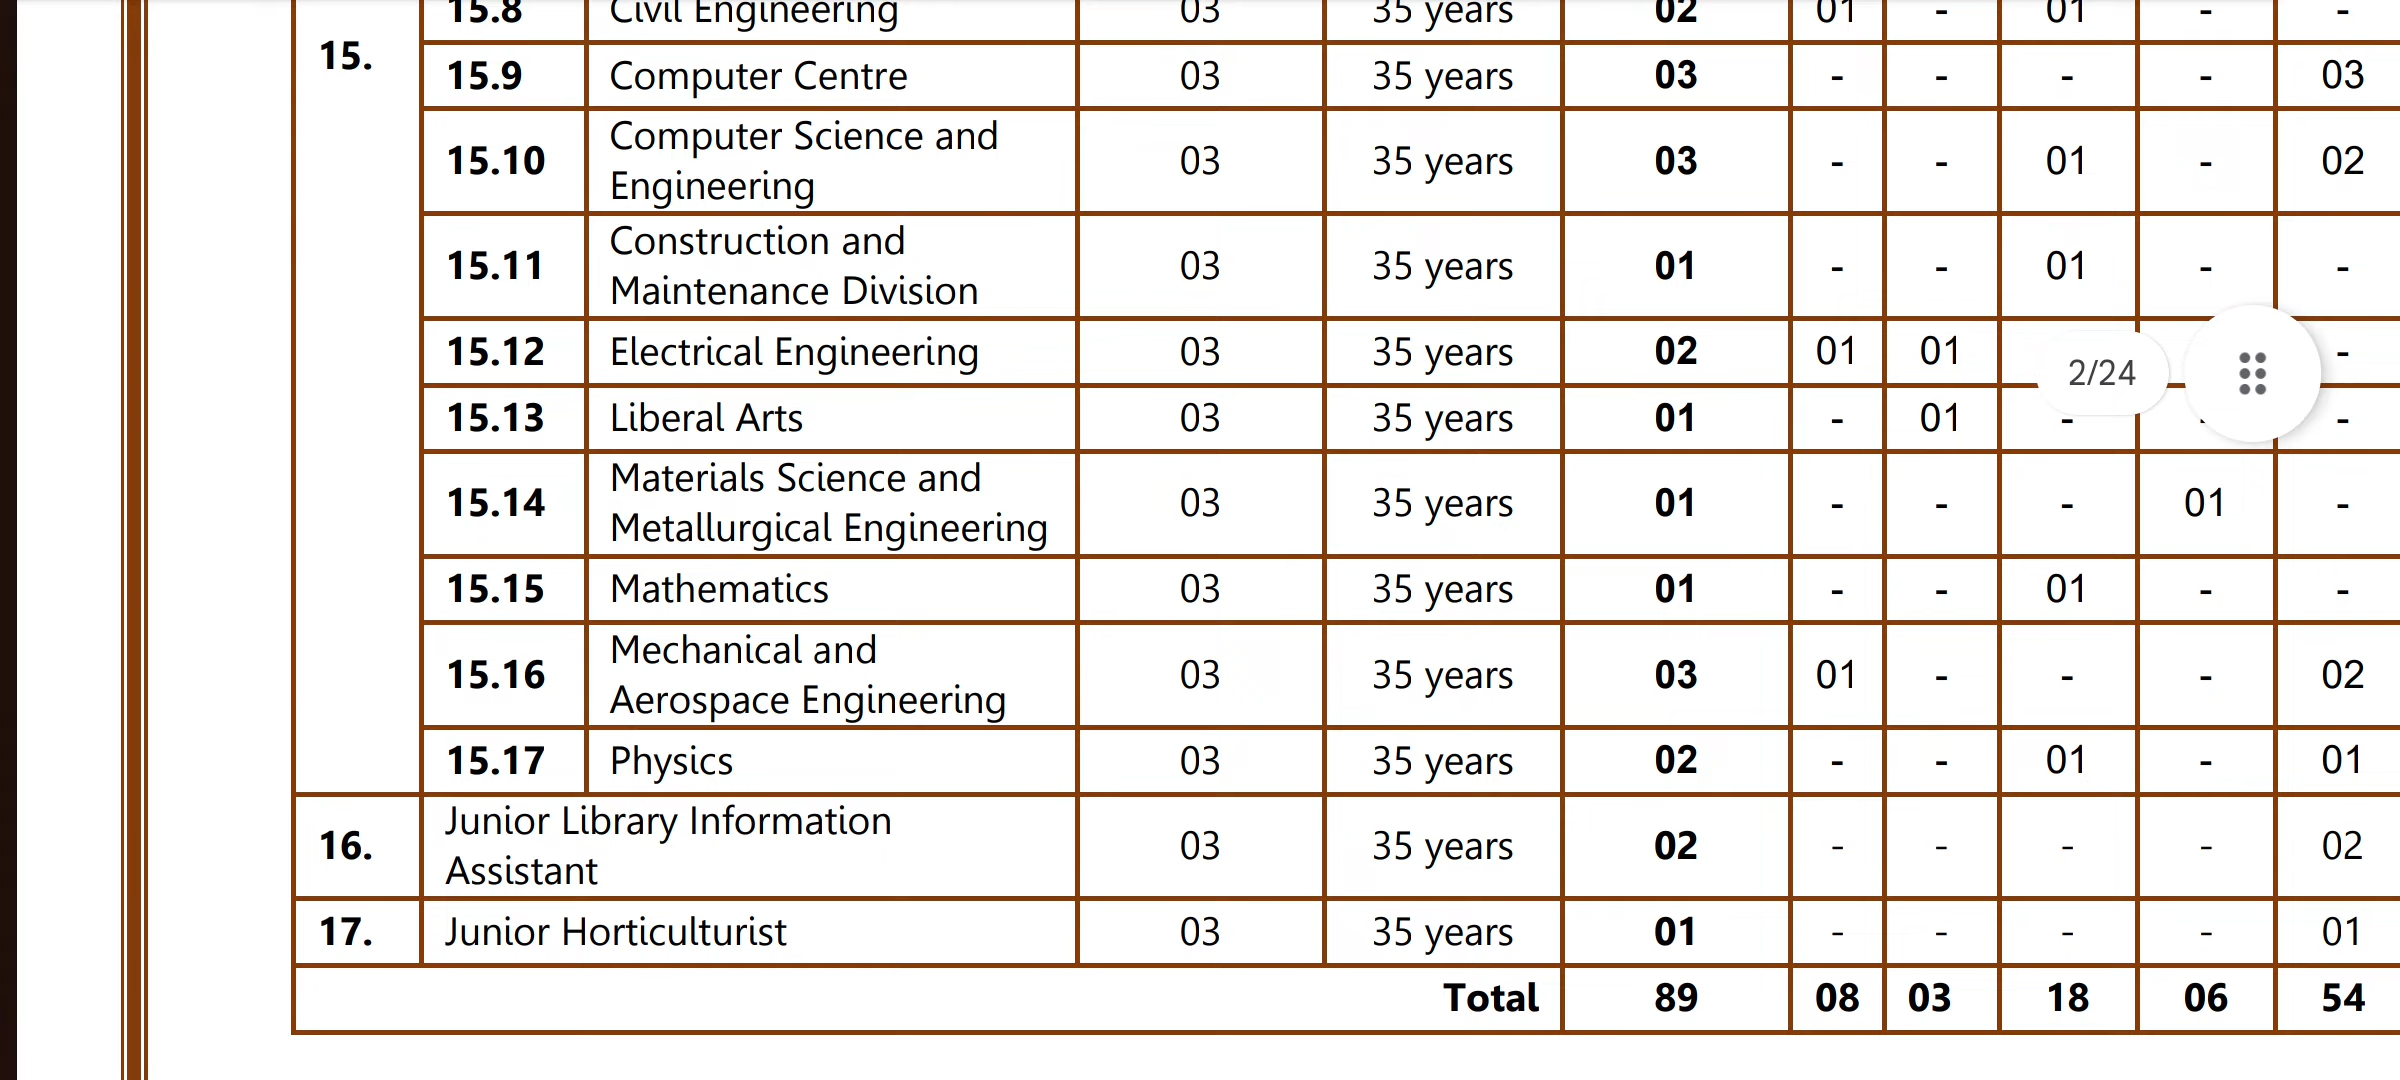 15.8 Civil Engineering 03 35 years 02 01 - 01 - -
15.
15.9 Computer Centre 03 35 years 03 - - - - 03
Computer Science and
15.10 03 35 years 03 - - 01 - 02
Engineering
Construction and
15.11 03 35 years 01 - - 01 - -
Maintenance Division
15.12 Electrical Engineering 03 35 years 02 01 01 -
2/24
15.13 Liberal Arts 03 35 years 01 - 01 - - -
Materials Science and
15.14 03 35 years 01 - - - 01 -
Metallurgical Engineering
15.15 Mathematics 03 35 years 01 - - 01 - -
Mechanical and
15.16 03 35 years 03 01 - - - 02
Aerospace Engineering
15.17 Physics 03 35 years 02 - - 01 - 01
Junior Library Information
16. 03 35 years 02 - - - - 02
Assistant
17. Junior Horticulturist 03 35 years 01 - - - - 01
Total 89 08 03 18 06 54